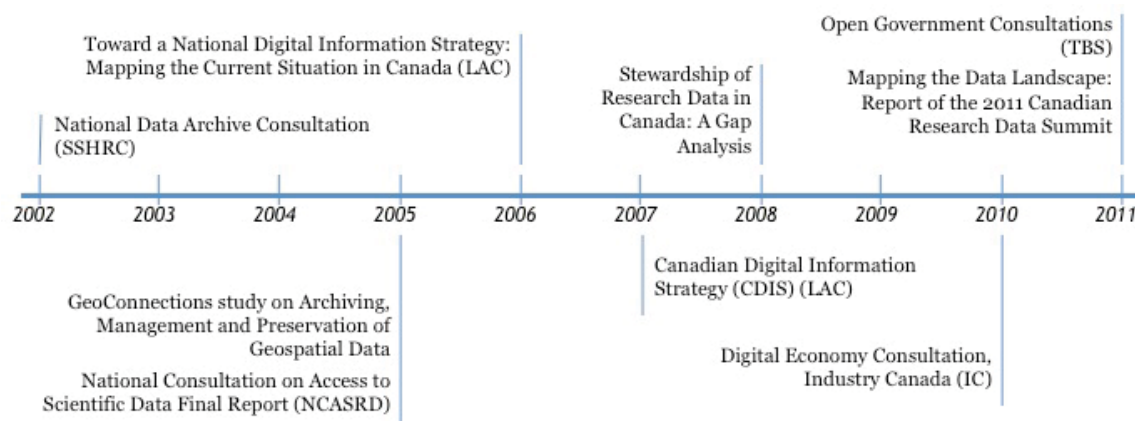 Open Government Consultations
(TBS)
Toward a National Digital Information Strategy:
Mapping the Current Situation in Canada (LAC)
Stewardship of
Research Data in
Canada: A Gap
Analysis
Mapping the Data Landscape:
Report of the 2011 Canadian
Research Data Summit
National Data Archive Consultation
(SSHRC)
2002 2003 2004 2005 2006 2007 2008 2009 2010 2011
Canadian Digital Information
Strategy (CDIS) (LAC)
GeoConnections study on Archiving,
Management and Preservation of
Geospatial Data
National Consultation on Access to
Scientific Data Final Report (NCASRD)
Digital Economy Consultation,
Industry Canada (IC)